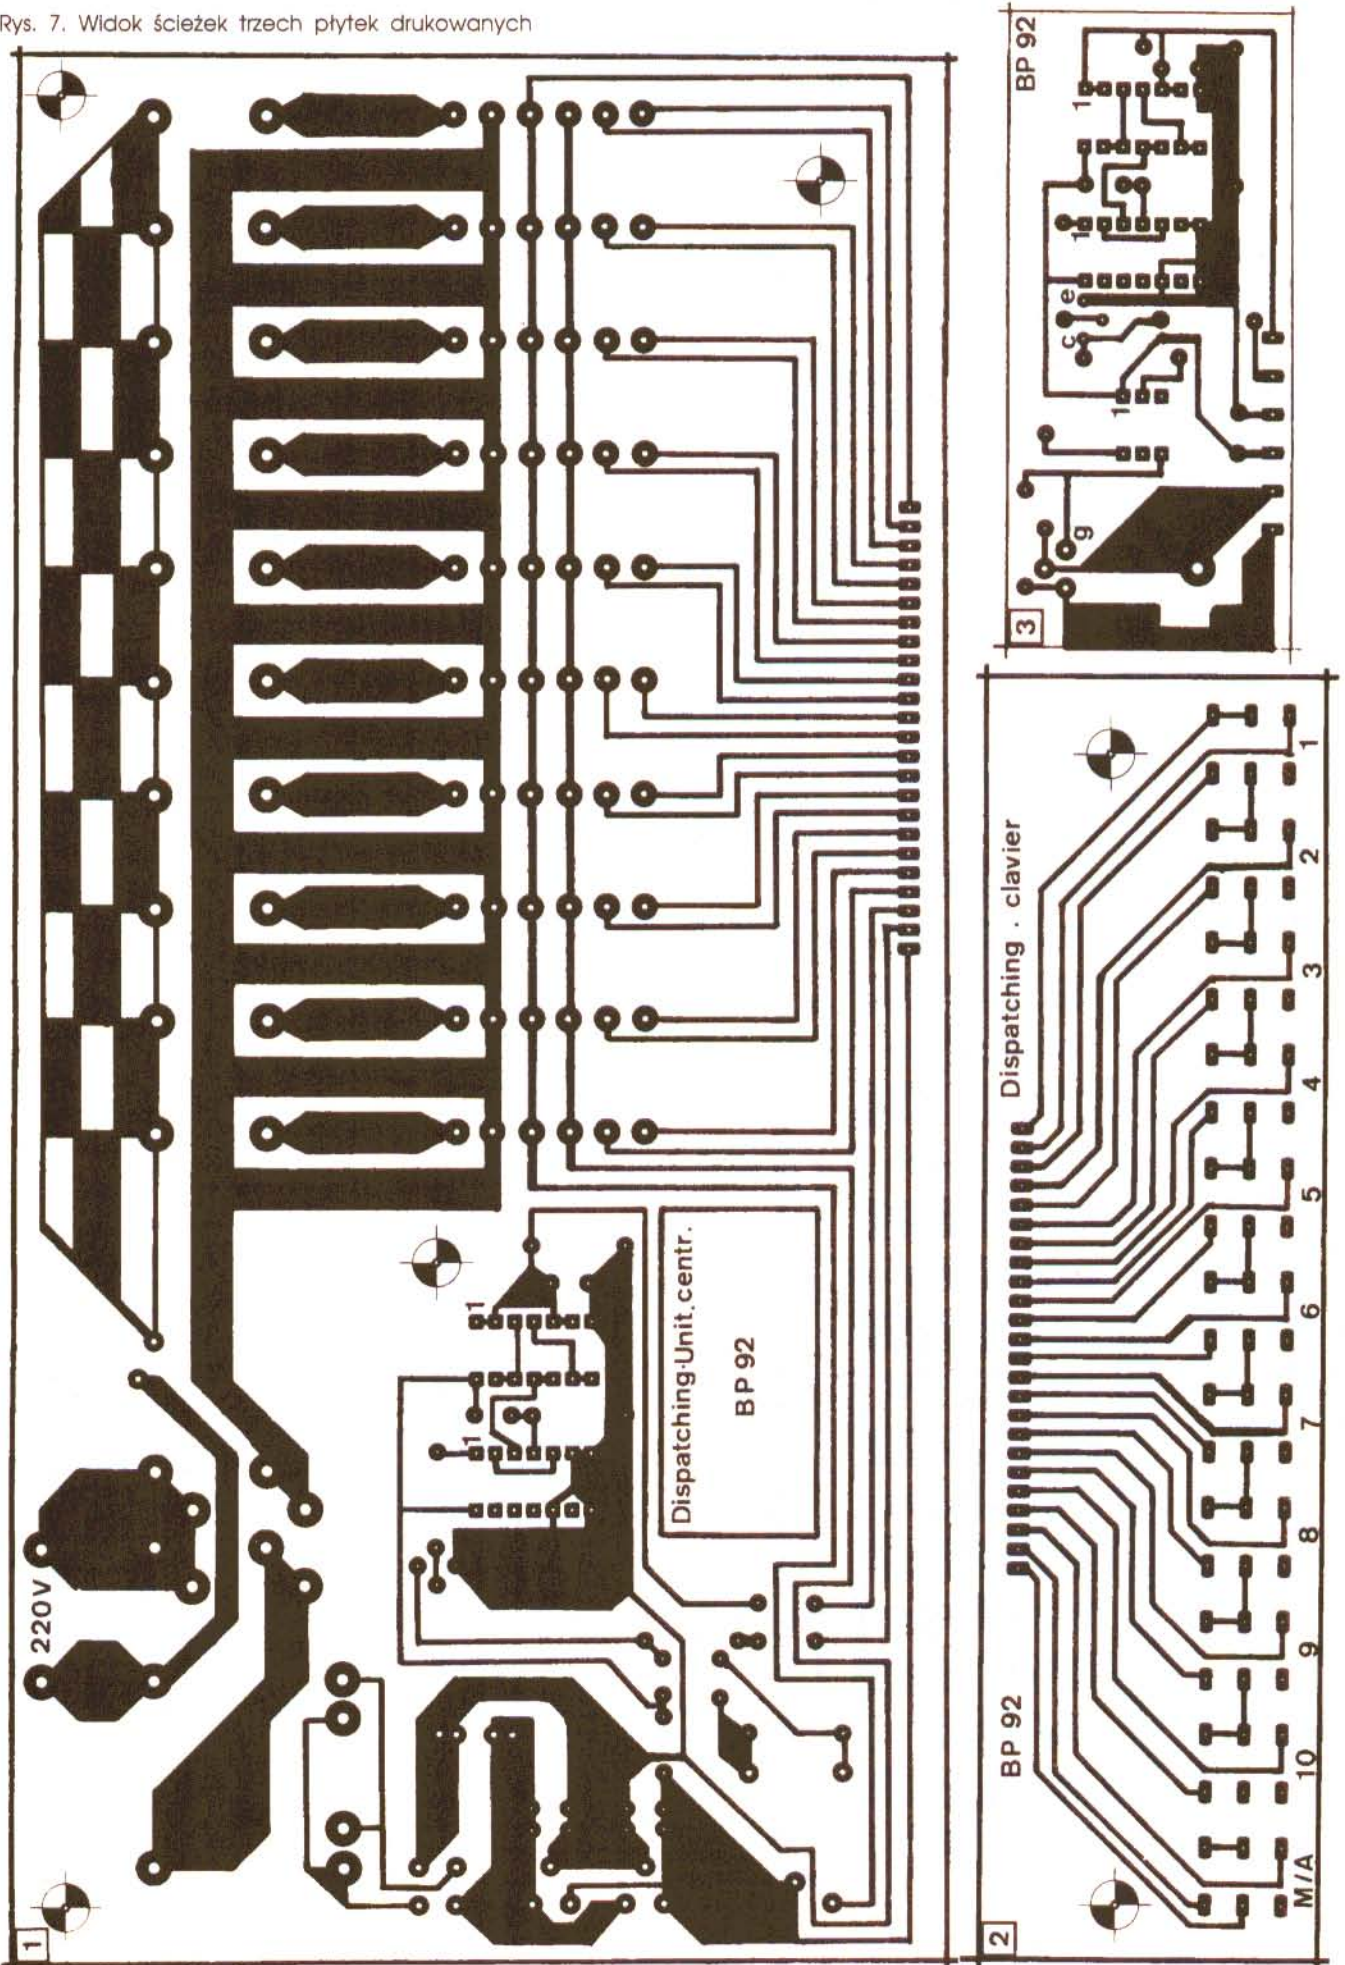 Rys. 7. Widok ścieżek trzech płytek drukowanych
1
220V
1
1
Dispatching-Unit.centr.
BP 92
3
BP 92
1
1
1
c
e
g
2
BP 92
Dispatching . clavier
M/A
10
9
8
7
6
5
4
3
2
1